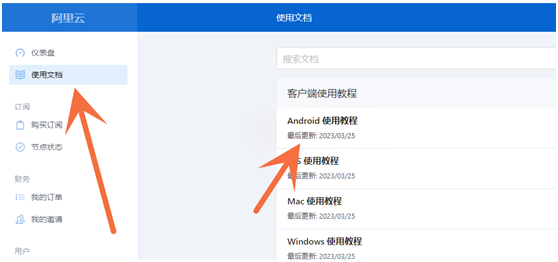 阿里云
使用文档
仪表盘
使用文档
搜索文档
订阅
购买订阅
节点状态
财务
我的订单
我的邀请
用户
客户端使用教程
Android 使用教程
最后更新: 2023/03/25
S 使用教程
最后更新: 2023/03/25
Mac 使用教程
最后更新: 2023/03/25
Windows 使用教程
最后更新: 2023/03/25